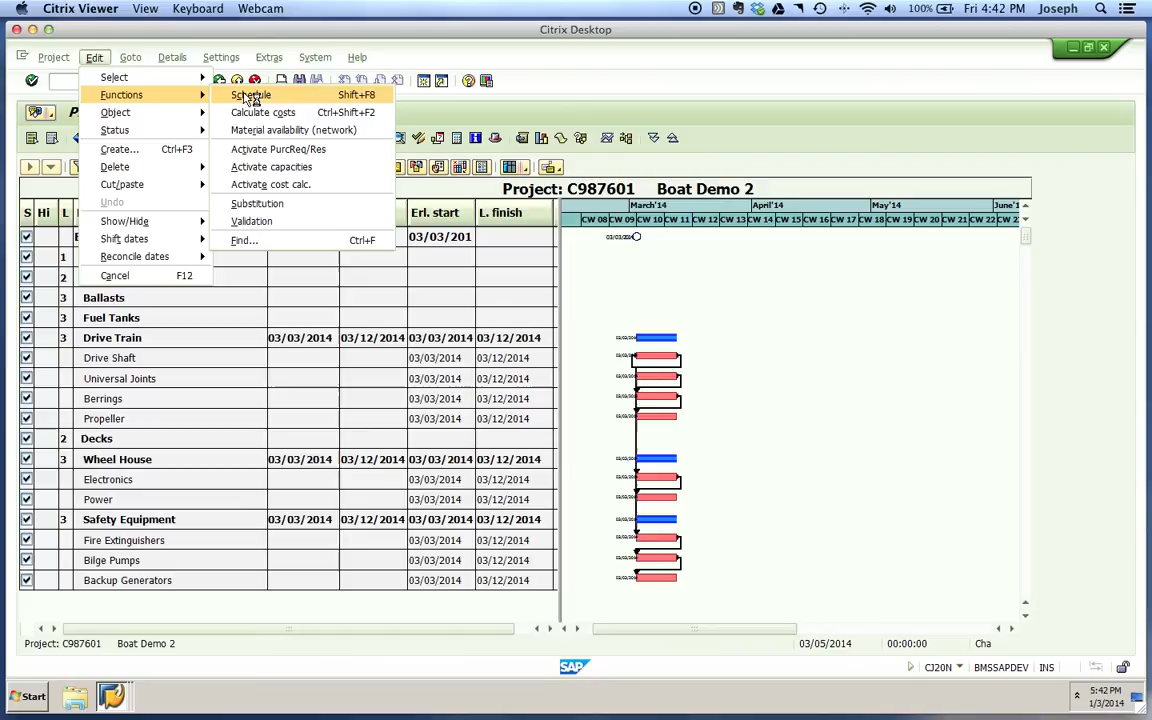 Citrix Viewer View Keyboard Webcam 100% Fri 4:42 PM Joseph
Citrix Desktop
Project Edit Goto Details Settings Extras System Help
Select
Functions
Object
Status
Create... Ctrl+F3
Delete
Cut/paste
Undo
Show/Hide
Shift dates
Reconcile dates
Cancel F12
Schedule Shift+F8
Calculate costs Ctrl+Shift+F2
Material availability (network)
Activate PurcReq/Res
Activate capacities
Activate cost calc.
Substitution
Validation
Find... Ctrl+F
Project: C987601 Boat Demo 2
S Hi L Erl. start L. finish
March'14 April'14 May'14 June'1
CW 08 CW 09 CW 10 CW 11 CW 12 CW 13 CW 14 CW 15 CW 16 CW 17 CW 18 CW 19 CW 20 CW 21 CW 22
03/03/201
1
2
3 Ballasts
3 Fuel Tanks
3 Drive Train 03/03/2014 03/12/2014 03/03/2014 03/12/2014
Drive Shaft 03/03/2014 03/12/2014
Universal Joints 03/03/2014 03/12/2014
Berrings 03/03/2014 03/12/2014
Propeller 03/03/2014 03/12/2014
2 Decks
3 Wheel House 03/03/2014 03/12/2014 03/03/2014 03/12/2014
Electronics 03/03/2014 03/12/2014
Power 03/03/2014 03/12/2014
3 Safety Equipment 03/03/2014 03/12/2014 03/03/2014 03/12/2014
Fire Extinguishers 03/03/2014 03/12/2014
Bilge Pumps 03/03/2014 03/12/2014
Backup Generators 03/03/2014 03/12/2014
Project: C987601 Boat Demo 2 03/05/2014 00:00:00 Cha
SAP
CJ20N BMSSAPDEV INS
Start
5:42 PM
1/3/2014